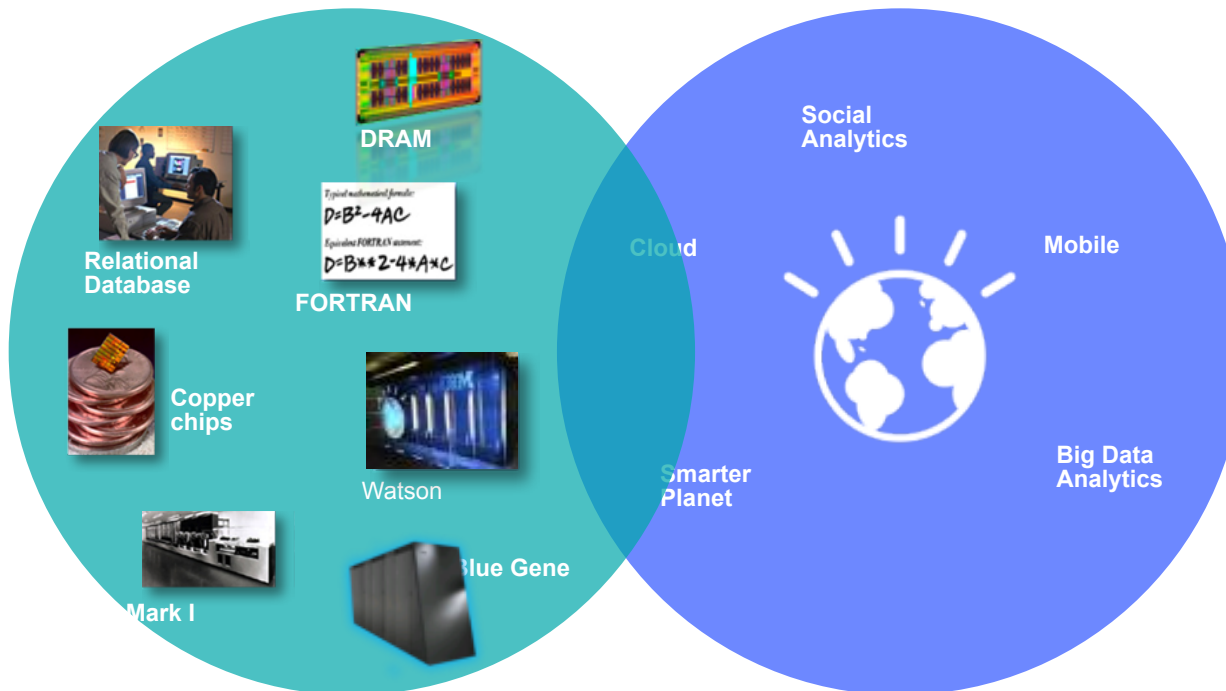 DRAM
Social
Analytics
Typical mathematical formula:
D=B²-4AC
Equivalent FORTRAN statement:
D=B**2-4*A*C
Relational
Database
FORTRAN
Cloud
Mobile
IBM
Copper
chips
Watson
Smarter
Planet
Big Data
Analytics
Blue Gene
Mark I